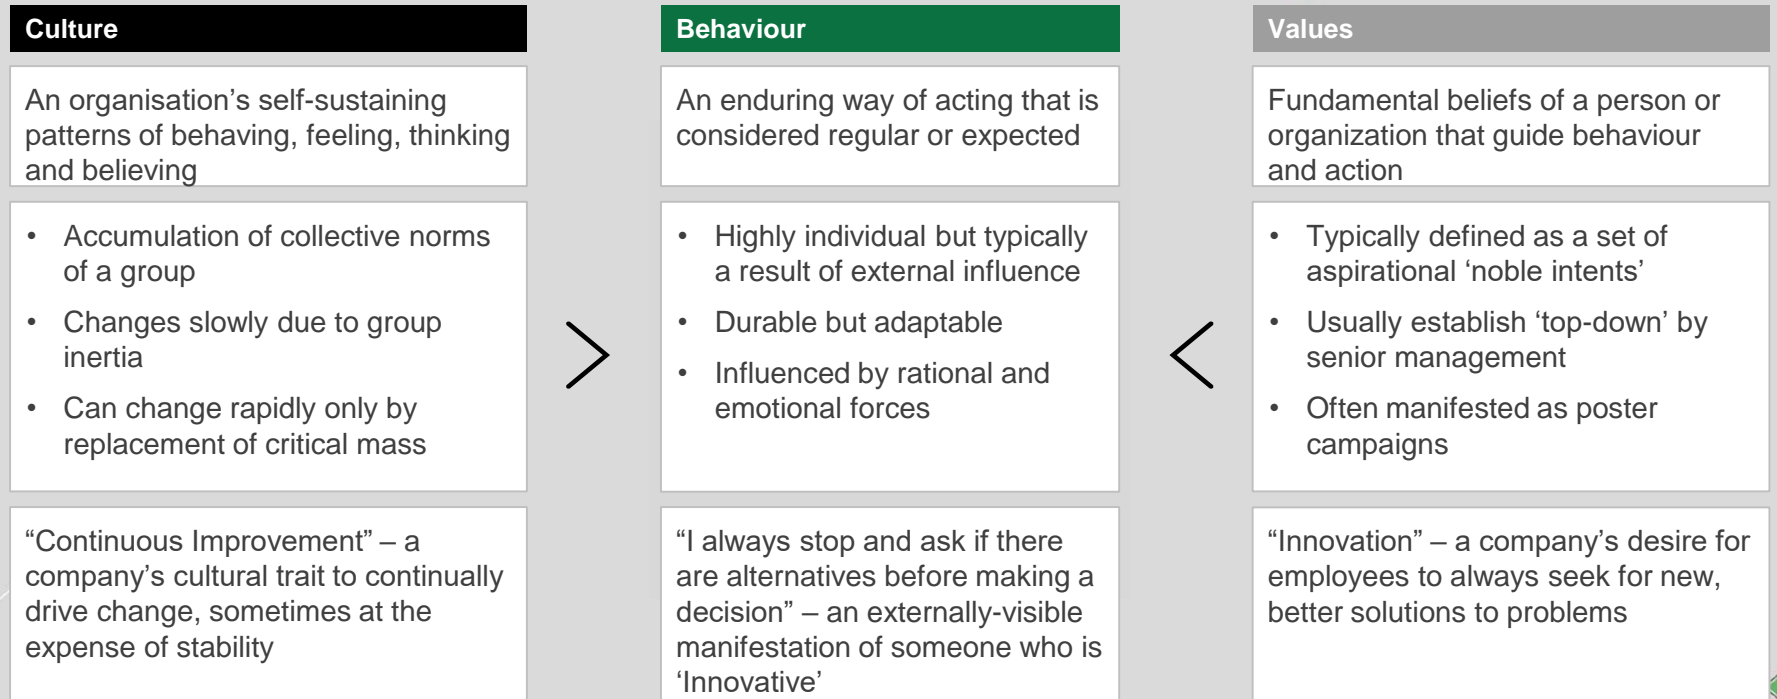 Culture
An organisation’s self-sustaining
patterns of behaving, feeling, thinking
and believing
• Accumulation of collective norms
of a group
• Changes slowly due to group
inertia
• Can change rapidly only by
replacement of critical mass
“Continuous Improvement” – a
company’s cultural trait to continually
drive change, sometimes at the
expense of stability
Behaviour
An enduring way of acting that is
considered regular or expected
• Highly individual but typically
a result of external influence
• Durable but adaptable
• Influenced by rational and
emotional forces
“I always stop and ask if there
are alternatives before making a
decision” – an externally-visible
manifestation of someone who is
‘Innovative’
Values
Fundamental beliefs of a person or
organization that guide behaviour
and action
• Typically defined as a set of
aspirational ‘noble intents’
• Usually establish ‘top-down’ by
senior management
• Often manifested as poster
campaigns
“Innovation” – a company’s desire for
employees to always seek for new,
better solutions to problems